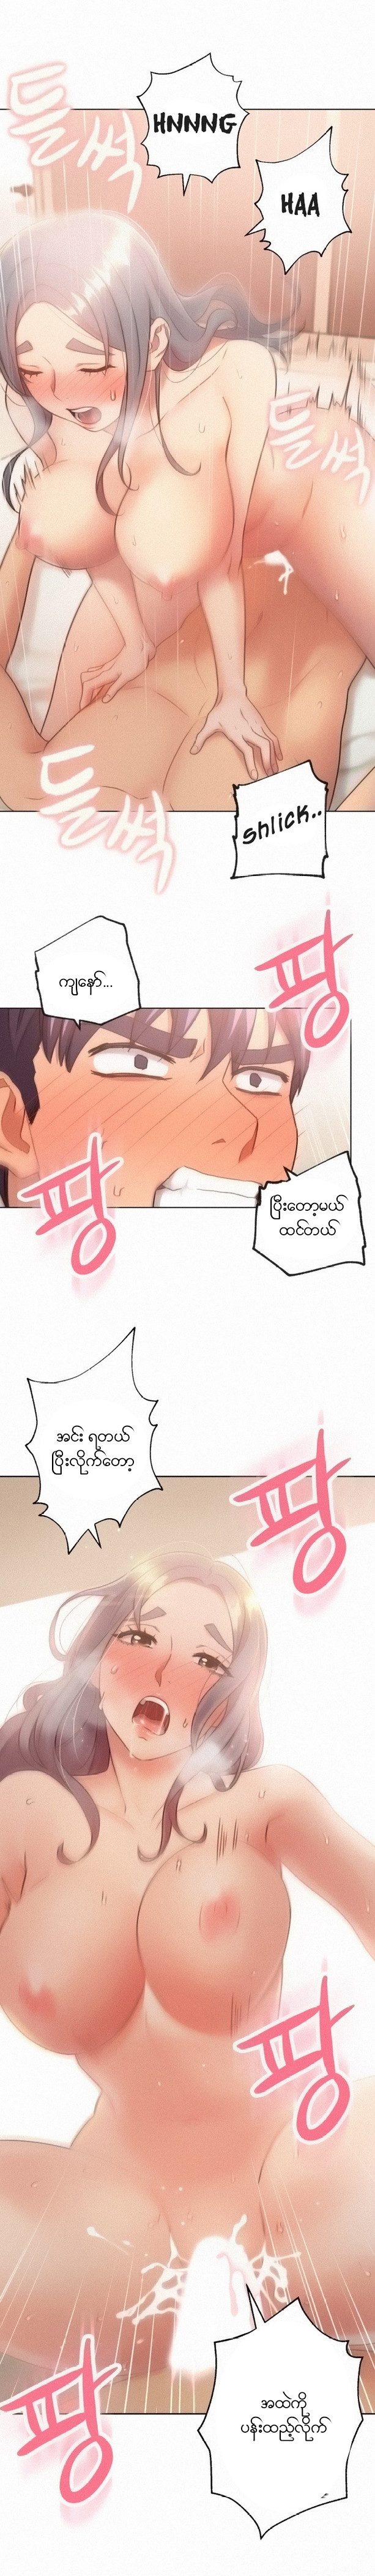 들썩
HNNNG
HAA
들썩
들썩
shlick..
ကျနော်...
팡
팡
ပြီးတော့မယ်
ထင်တယ်
အင်း ရတယ်
ပြီးလိုက်တော့
팡
팡
အထဲကို
ပန်းထည့်လိုက်
팡